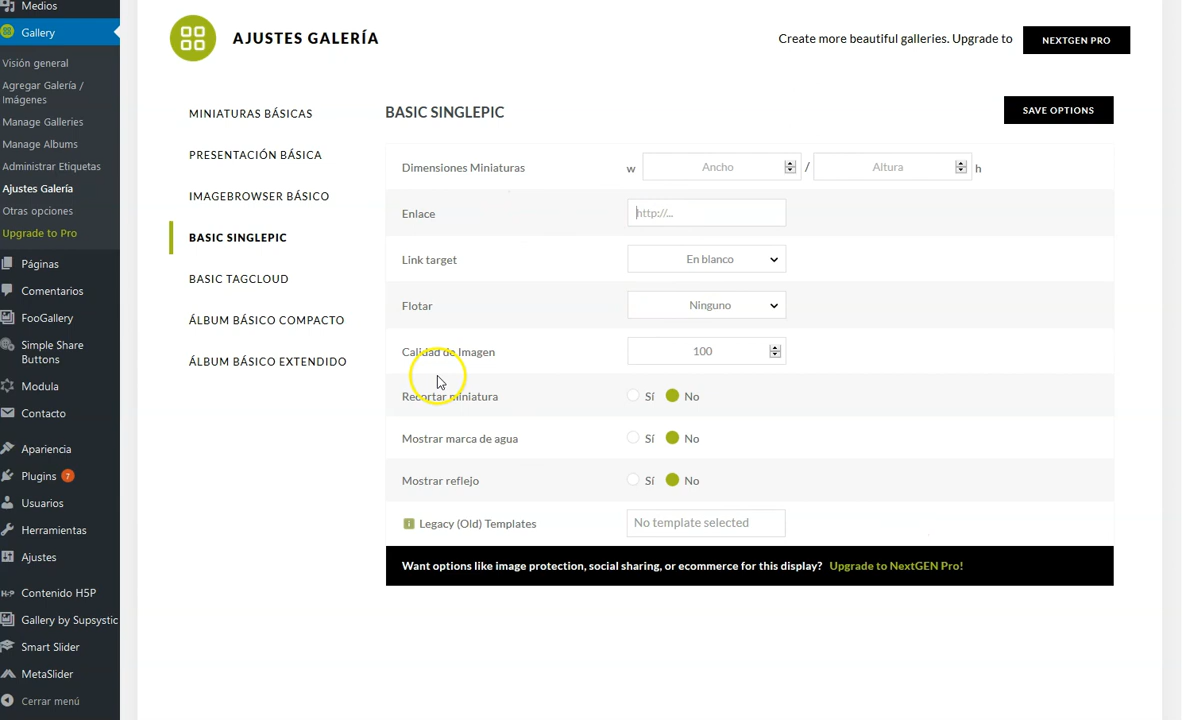 Medios
Gallery
Visión general
Agregar Galería /
Imágenes
Manage Galleries
Manage Albums
Administrar Etiquetas
Ajustes Galería
Otras opciones
Upgrade to Pro
Páginas
Comentarios
FooGallery
Simple Share
Buttons
Modula
Contacto
Apariencia
Plugins 7
Usuarios
Herramientas
Ajustes
H-P Contenido H5P
Gallery by Supsystic
Smart Slider
MetaSlider
Cerrar menú
AJUSTES GALERÍA
Create more beautiful galleries. Upgrade to NEXTGEN PRO
MINIATURAS BÁSICAS
PRESENTACIÓN BÁSICA
IMAGEBROWSER BÁSICO
BASIC SINGLEPIC
BASIC TAGCLOUD
ÁLBUM BÁSICO COMPACTO
ÁLBUM BÁSICO EXTENDIDO
BASIC SINGLEPIC
SAVE OPTIONS
Dimensiones Miniaturas w Ancho / Altura h
Enlace http://...
Link target En blanco
Flotar Ninguno
Calidad de Imagen 100
Recortar miniatura Sí No
Mostrar marca de agua Sí No
Mostrar reflejo Sí No
i Legacy (Old) Templates No template selected
Want options like image protection, social sharing, or ecommerce for this display? Upgrade to NextGEN Pro!